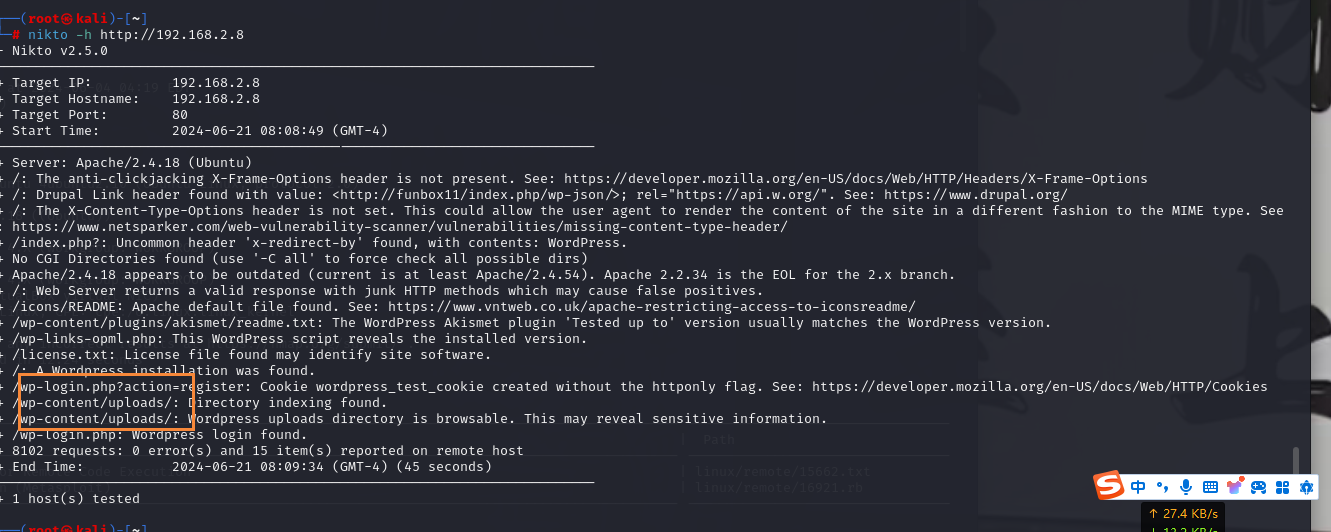 (root㉿kali)-[~]
# nikto -h http://192.168.2.8
- Nikto v2.5.0
+ Target IP: 192.168.2.8
+ Target Hostname: 192.168.2.8
+ Target Port: 80
+ Start Time: 2024-06-21 08:08:49 (GMT-4)
+ Server: Apache/2.4.18 (Ubuntu)
+ /: The anti-clickjacking X-Frame-Options header is not present. See: https://developer.mozilla.org/en-US/docs/Web/HTTP/Headers/X-Frame-Options
+ /: Drupal Link header found with value: <http://funbox11/index.php/wp-json/>; rel="https://api.w.org/". See: https://www.drupal.org/
+ /: The X-Content-Type-Options header is not set. This could allow the user agent to render the content of the site in a different fashion to the MIME type. See
: https://www.netsparker.com/web-vulnerability-scanner/vulnerabilities/missing-content-type-header/
+ /index.php?: Uncommon header 'x-redirect-by' found, with contents: WordPress.
+ No CGI Directories found (use '-C all' to force check all possible dirs)
+ Apache/2.4.18 appears to be outdated (current is at least Apache/2.4.54). Apache 2.2.34 is the EOL for the 2.x branch.
+ /: Web Server returns a valid response with junk HTTP methods which may cause false positives.
+ /icons/README: Apache default file found. See: https://www.vntweb.co.uk/apache-restricting-access-to-iconsreadme/
+ /wp-content/plugins/akismet/readme.txt: The WordPress Akismet plugin 'Tested up to' version usually matches the WordPress version.
+ /wp-links-opml.php: This WordPress script reveals the installed version.
+ /license.txt: License file found may identify site software.
+ /: A Wordpress installation was found.
+ /wp-login.php?action=register: Cookie wordpress_test_cookie created without the httponly flag. See: https://developer.mozilla.org/en-US/docs/Web/HTTP/Cookies
+ /wp-content/uploads/: Directory indexing found.
+ /wp-content/uploads/: Wordpress uploads directory is browsable. This may reveal sensitive information.
+ /wp-login.php: Wordpress login found.
Path
+ 8102 requests: 0 error(s) and 15 item(s) reported on remote host
+ End Time: 2024-06-21 08:09:34 (GMT-4) (45 seconds)
linux/remote/15662.txt
linux/remote/16921.rb
+ 1 host(s) tested
S 中
↑ 27.4 KB/s
(root㉿kali)-[~]